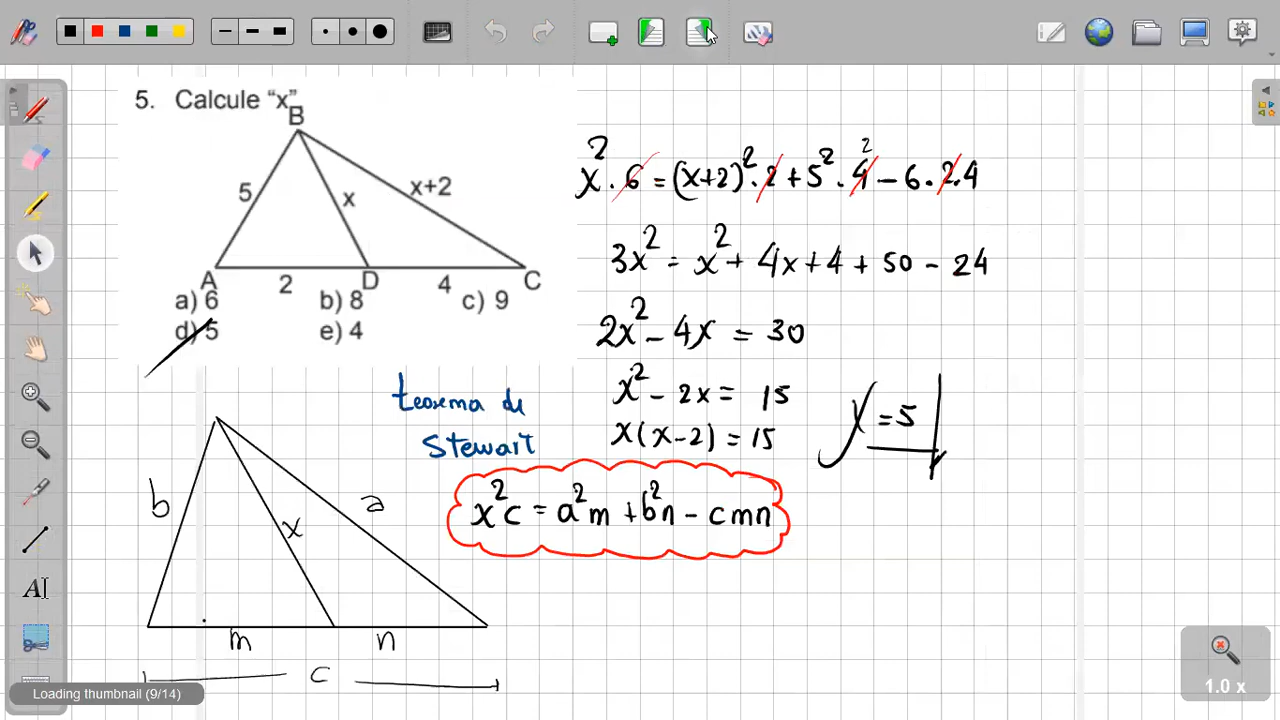 5. Calcule “x”
B
5
x
x+2
A
2
D
4
C
a) 6 b) 8 c) 9
d) 5 e) 4
x² · 6 = (x+2)² · 2 + 5² · 4² − 6 · 2 · 4
3x² = x² + 4x + 4 + 50 − 24
2x² − 4x = 30
x² − 2x = 15
x(x−2) = 15
x = 5
teorema de
Stewart
x²c = a²m + b²n − cmn
b
x
a
m
n
c
Loading thumbnail (9/14)
1.0 x